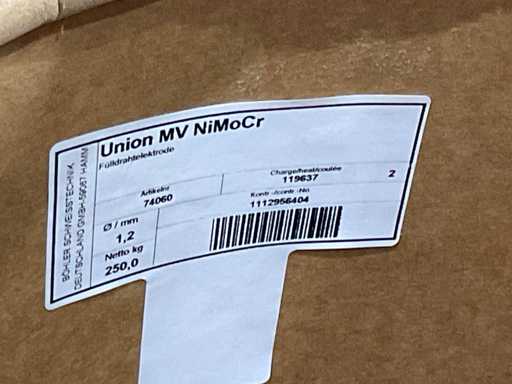 Union MV NiMoCr
Fülldrahtelektrode
BÖHLER SCHWEISSTECHNIK
DEUTSCHLAND GMBH-59067 HAMM
Artikelnr
74060
Charge/heat/coulée
119637
2
Ø / mm
1,2
Kontr.-/contr.-No
1112956404
Netto kg
250,0